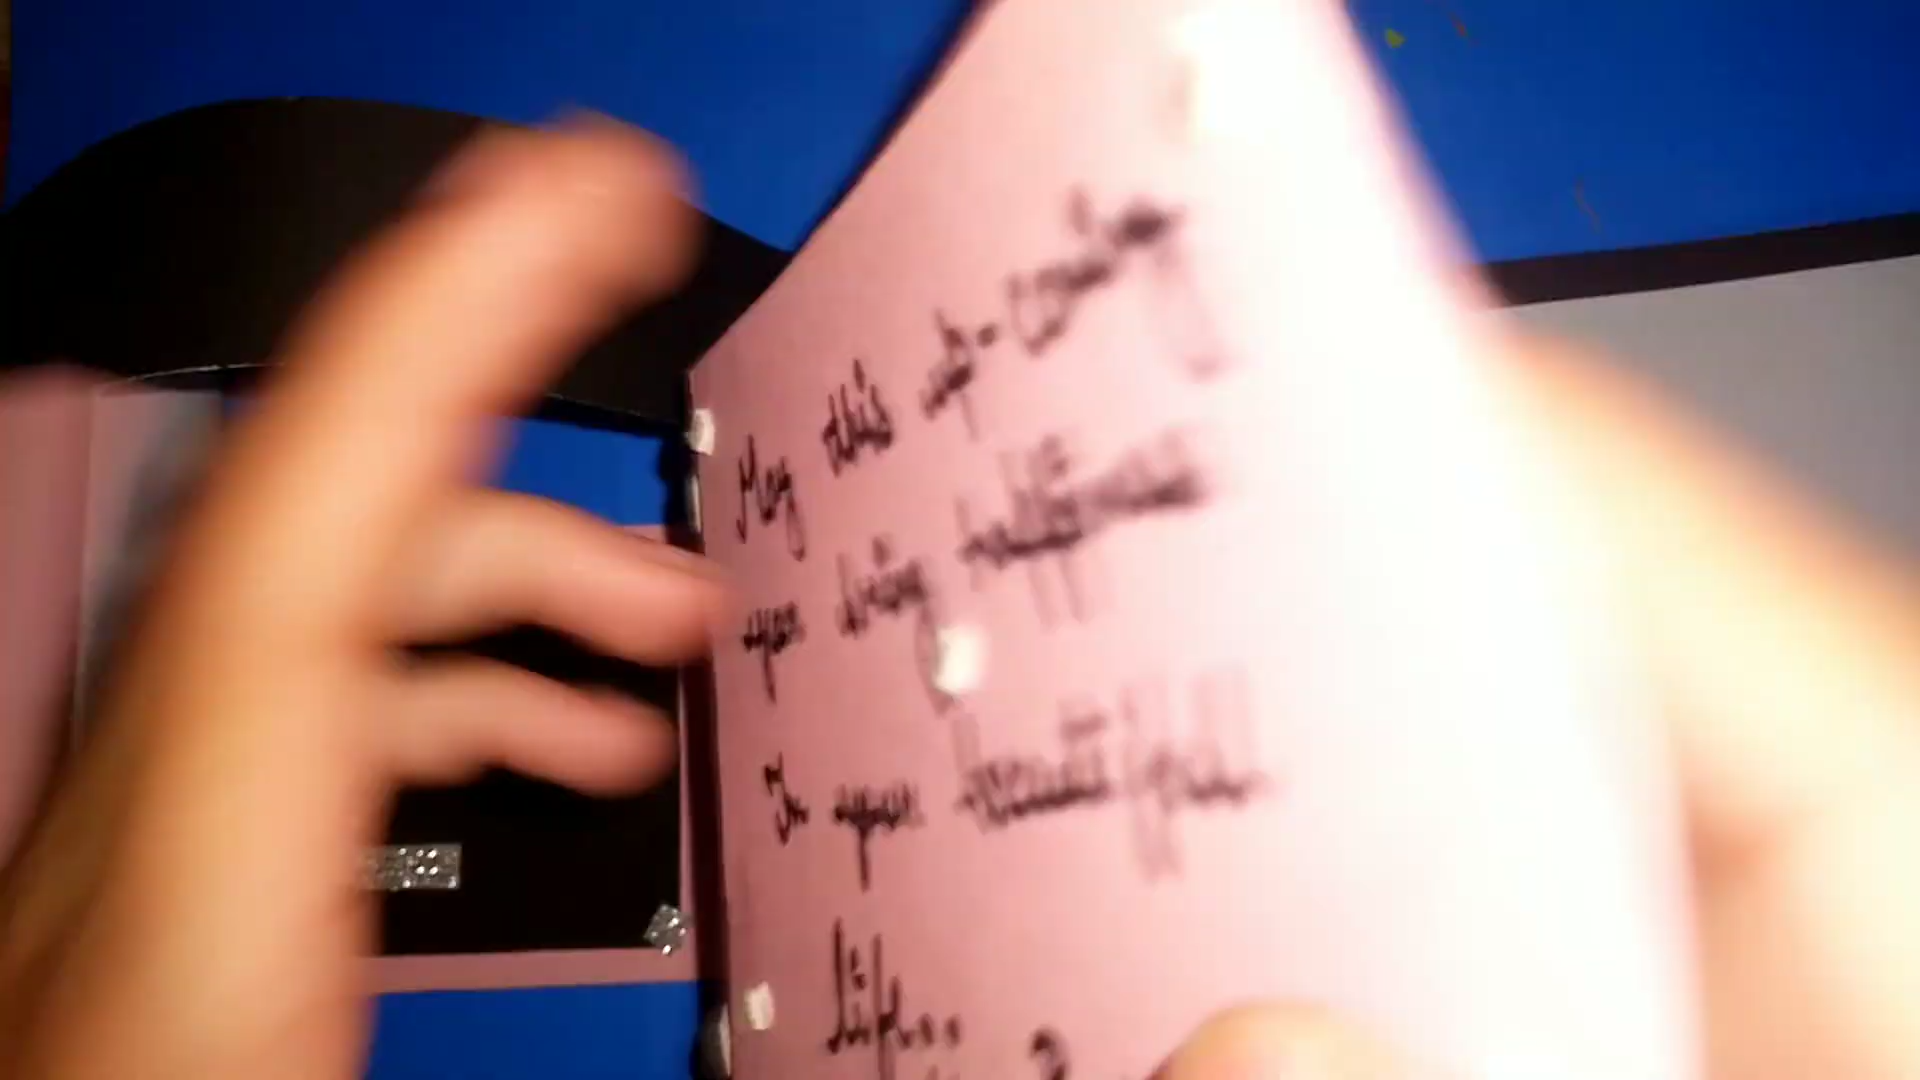 May this up-coming
year bring happiness
In your beautiful
life..